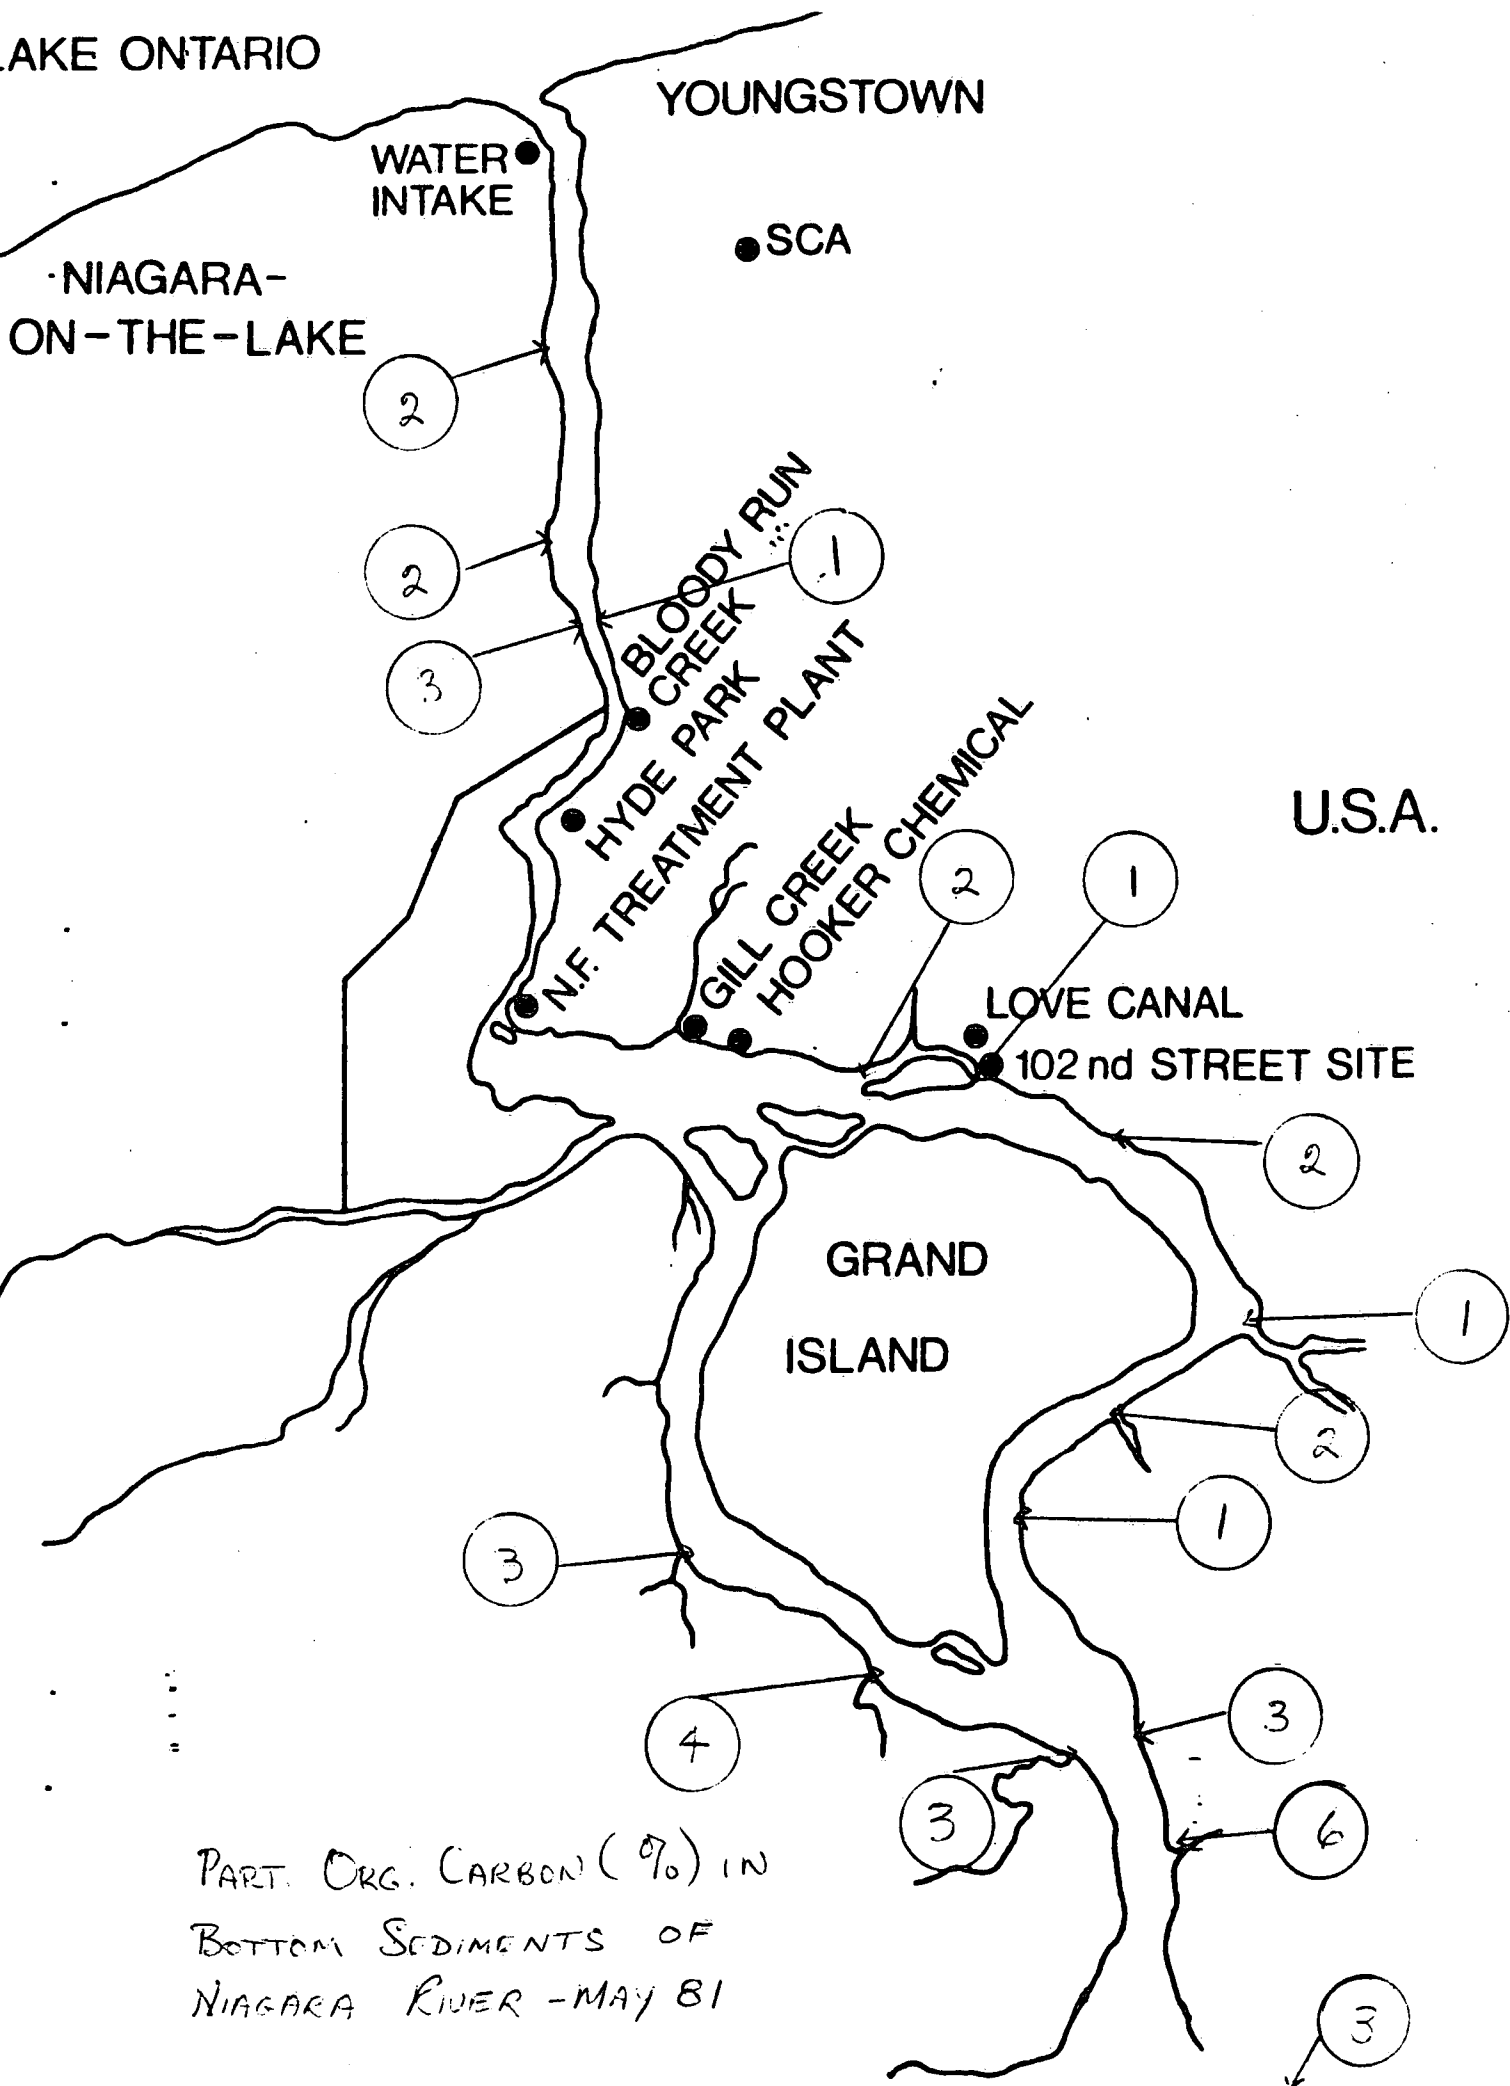 LAKE ONTARIO
YOUNGSTOWN
WATER
INTAKE
SCA
NIAGARA-
ON-THE-LAKE
2
2
.1
3
BLOODY RUN
CREEK
HYDE PARK
N.F. TREATMENT PLANT
GILL CREEK
HOOKER CHEMICAL
U.S.A.
2
1
LOVE CANAL
102nd STREET SITE
2
GRAND
ISLAND
1
2
1
3
3
4
3
6
PART. ORG. CARBON (%) IN
BOTTOM SEDIMENTS OF
NIAGARA RIVER - MAY 81
3